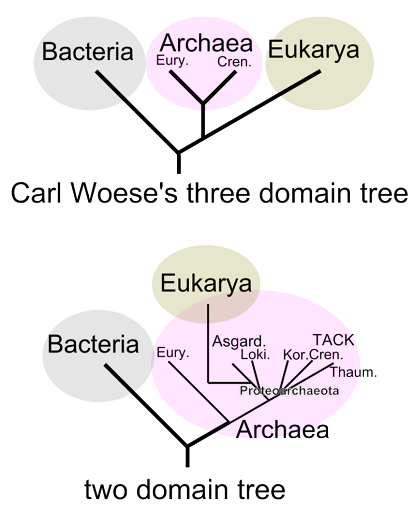 Bacteria
Archaea
Eukarya
Eury.
Cren.
Carl Woese's three domain tree
Eukarya
Bacteria
Eury.
Asgard.
Loki.
TACK
Kor.
Cren.
Thaum.
Proteoarchaeota
Archaea
two domain tree